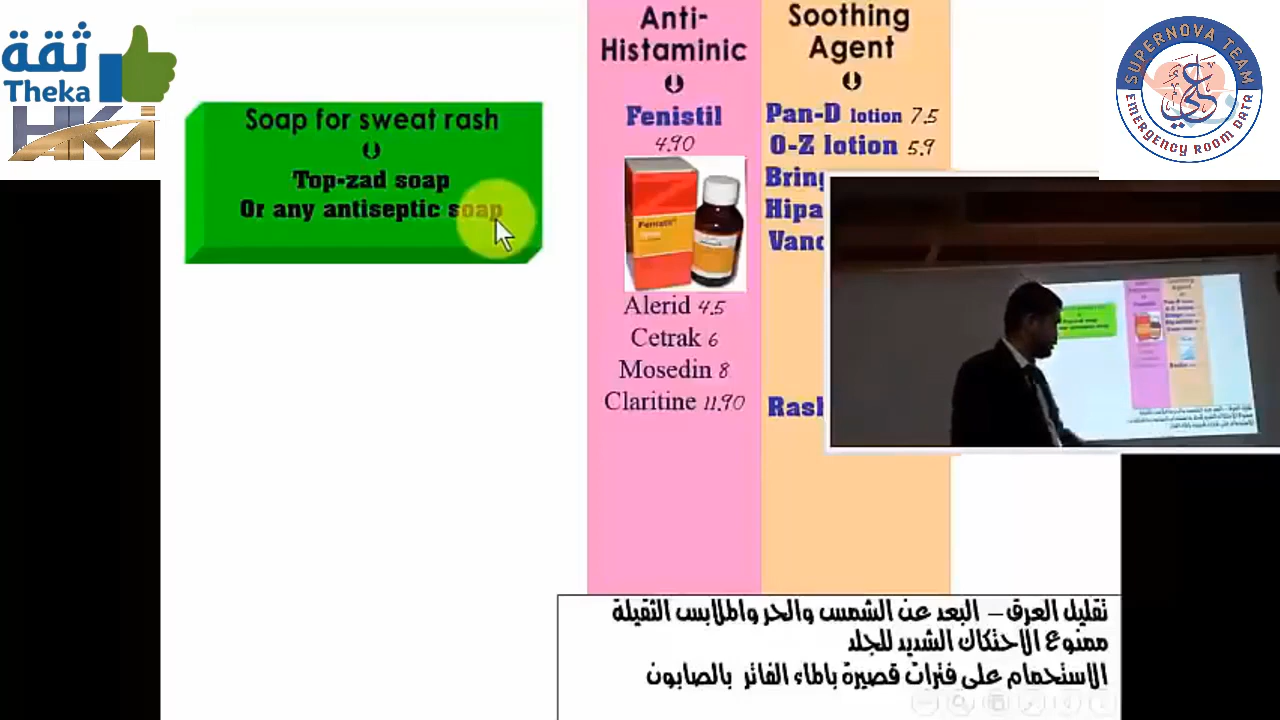 ثقة
Theka
HKI
SUPERNOVA TEAM
EMERGENCY ROOM DATA
Soap for sweat rash
Top-zad soap
Or any antiseptic soap
Anti-
Histaminic
Fenistil
4.90
Fenistil
Alerid 4.5
Cetrak 6
Mosedin 8
Claritine 11.90
Soothing
Agent
Pan-D lotion 7.5
O-Z lotion 5.9
تقليل العرق – البعد عن الشمس والحر والملابس الثقيلة
ممنوع الاحتكاك الشديد للجلد
الاستحمام على فترات قصيرة بالماء الفاتر بالصابون